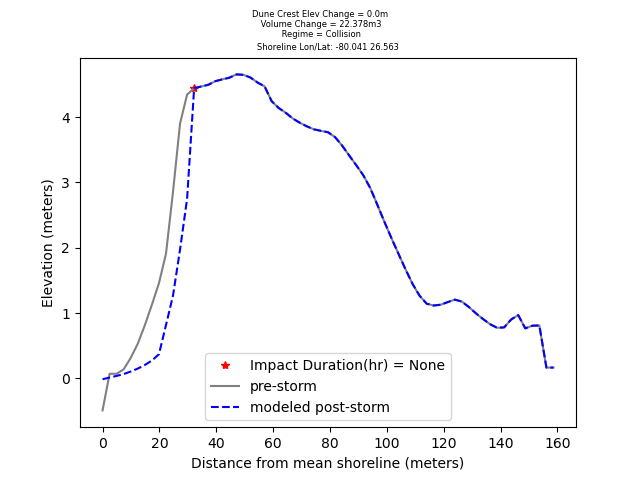 Dune Crest Elev Change = 0.0m
Volume Change = 22.378m3
Regime = Collision
Shoreline Lon/Lat: -80.041 26.563
Elevation (meters)
4
3
2
1
0
Impact Duration(hr) = None
pre-storm
modeled post-storm
0 20 40 60 80 100 120 140 160
Distance from mean shoreline (meters)